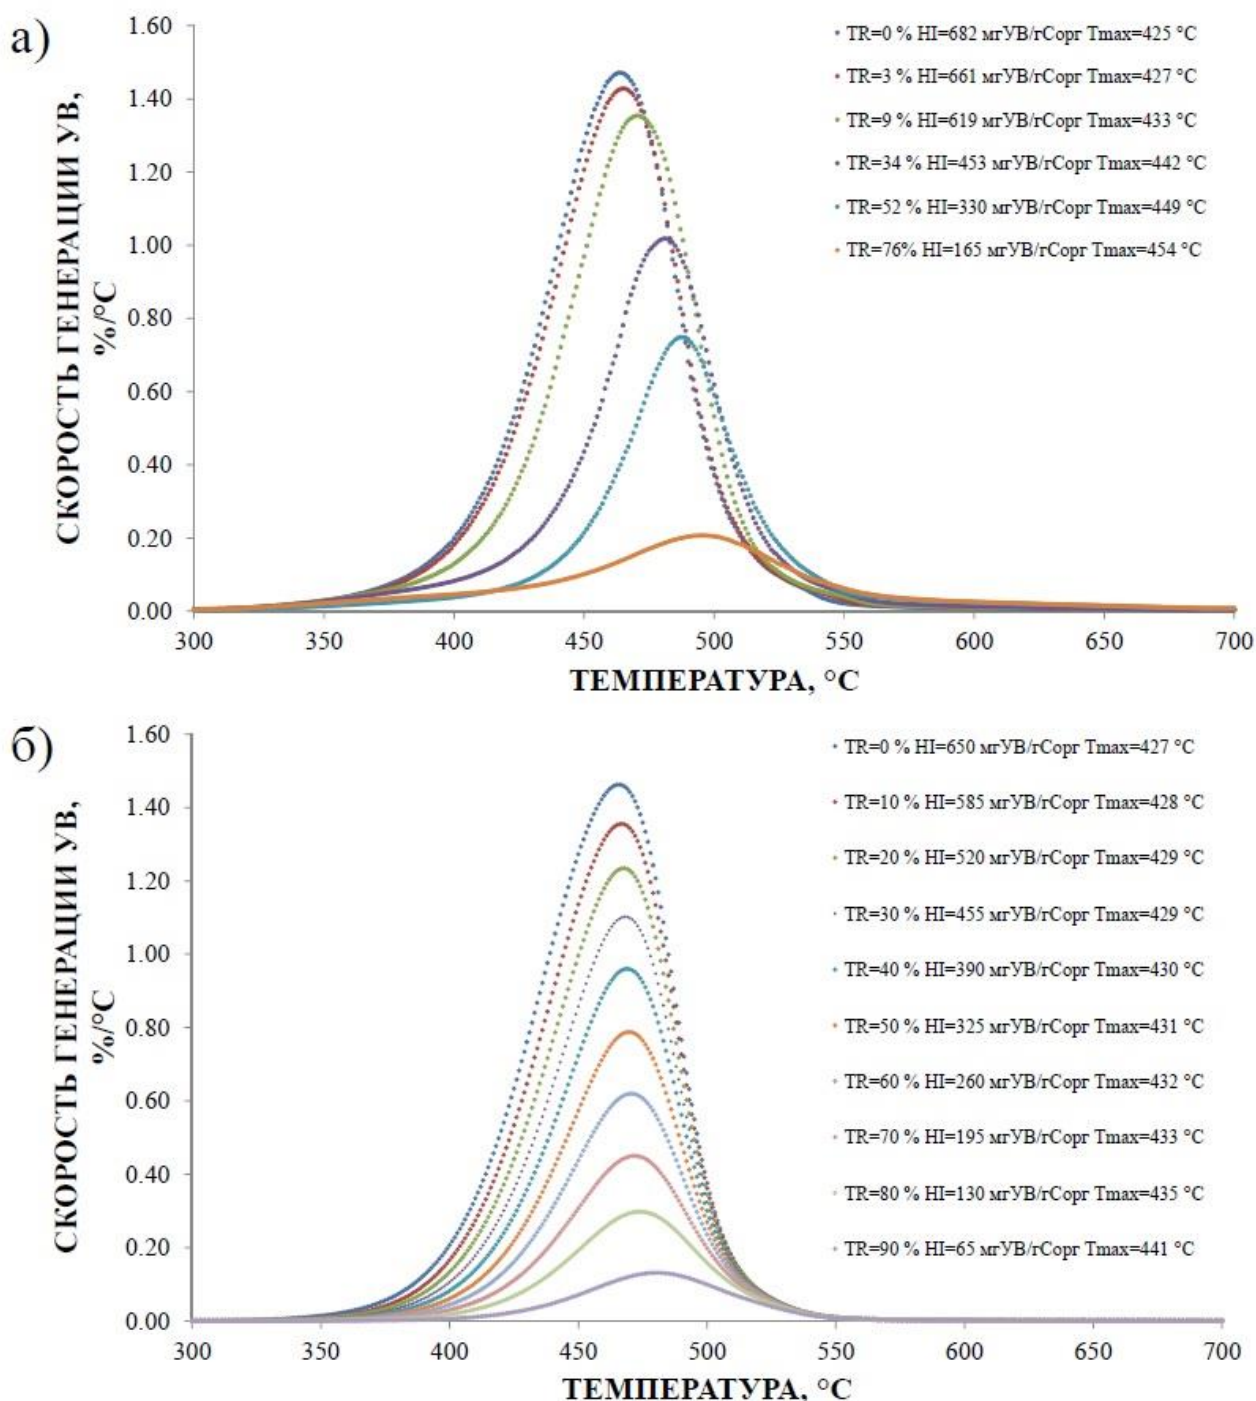 а)
СКОРОСТЬ ГЕНЕРАЦИИ УВ,
%/°C
1.60
1.40
1.20
1.00
0.80
0.60
0.40
0.20
0.00
300 350 400 450 500 550 600 650 700
ТЕМПЕРАТУРА, °C
TR=0 % HI=682 мгУВ/гСорг Tmax=425 °C
TR=3 % HI=661 мгУВ/гСорг Tmax=427 °C
TR=9 % HI=619 мгУВ/гСорг Tmax=433 °C
TR=34 % HI=453 мгУВ/гСорг Tmax=442 °C
TR=52 % HI=330 мгУВ/гСорг Tmax=449 °C
TR=76% HI=165 мгУВ/гСорг Tmax=454 °C
б)
СКОРОСТЬ ГЕНЕРАЦИИ УВ,
%/°C
1.60
1.40
1.20
1.00
0.80
0.60
0.40
0.20
0.00
300 350 400 450 500 550 600 650 700
ТЕМПЕРАТУРА, °C
TR=0 % HI=650 мгУВ/гСорг Tmax=427 °C
TR=10 % HI=585 мгУВ/гСорг Tmax=428 °C
TR=20 % HI=520 мгУВ/гСорг Tmax=429 °C
TR=30 % HI=455 мгУВ/гСорг Tmax=429 °C
TR=40 % HI=390 мгУВ/гСорг Tmax=430 °C
TR=50 % HI=325 мгУВ/гСорг Tmax=431 °C
TR=60 % HI=260 мгУВ/гСорг Tmax=432 °C
TR=70 % HI=195 мгУВ/гСорг Tmax=433 °C
TR=80 % HI=130 мгУВ/гСорг Tmax=435 °C
TR=90 % HI=65 мгУВ/гСорг Tmax=441 °C